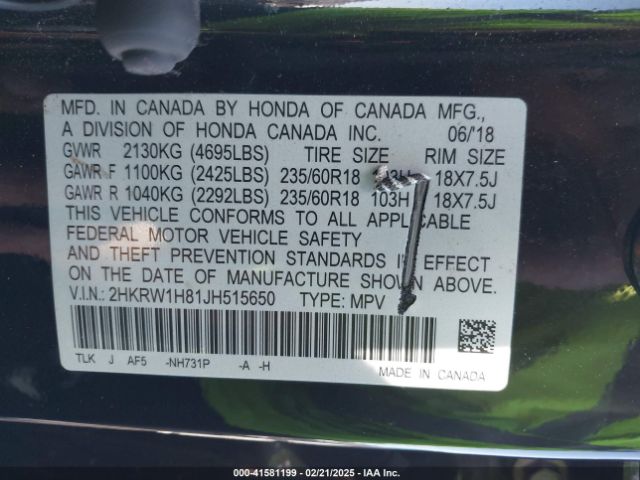 MFD. IN CANADA BY HONDA OF CANADA MFG.,
A DIVISION OF HONDA CANADA INC. 06/'18
GVWR 2130KG (4695LBS) TIRE SIZE RIM SIZE
GAWR F 1100KG (2425LBS) 235/60R18 18X7.5J
GAWR R 1040KG (2292LBS) 235/60R18 103H 18X7.5J
THIS VEHICLE CONFORMS TO ALL APPLICABLE
FEDERAL MOTOR VEHICLE SAFETY
AND THEFT PREVENTION STANDARDS IN EFFECT
ON THE DATE OF MANUFACTURE SHOWN ABOVE.
V.I.N.: 2HKRW1H81JH515650 TYPE: MPV
TLK J AF5 -NH731P -A -H
MADE IN CANADA
000-41581199 - 02/21/2025 - IAA Inc.